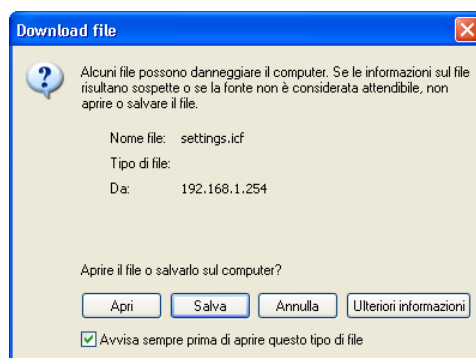 Download file
Alcuni file possono danneggiare il computer. Se le informazioni sul file
risultano sospette o se la fonte non è considerata attendibile, non
aprire o salvare il file.
Nome file: settings.icf
Tipo di file:
Da: 192.168.1.254
Aprire il file o salvarlo sul computer?
Apri Salva Annulla Ulteriori informazioni
Avvisa sempre prima di aprire questo tipo di file